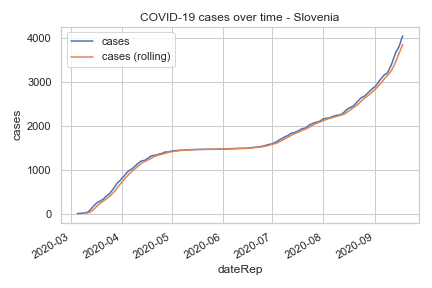 COVID-19 cases over time - Slovenia
cases
cases (rolling)
4000
3000
2000
1000
0
cases
2020-03
2020-04
2020-05
2020-06
2020-07
2020-08
2020-09
dateRep